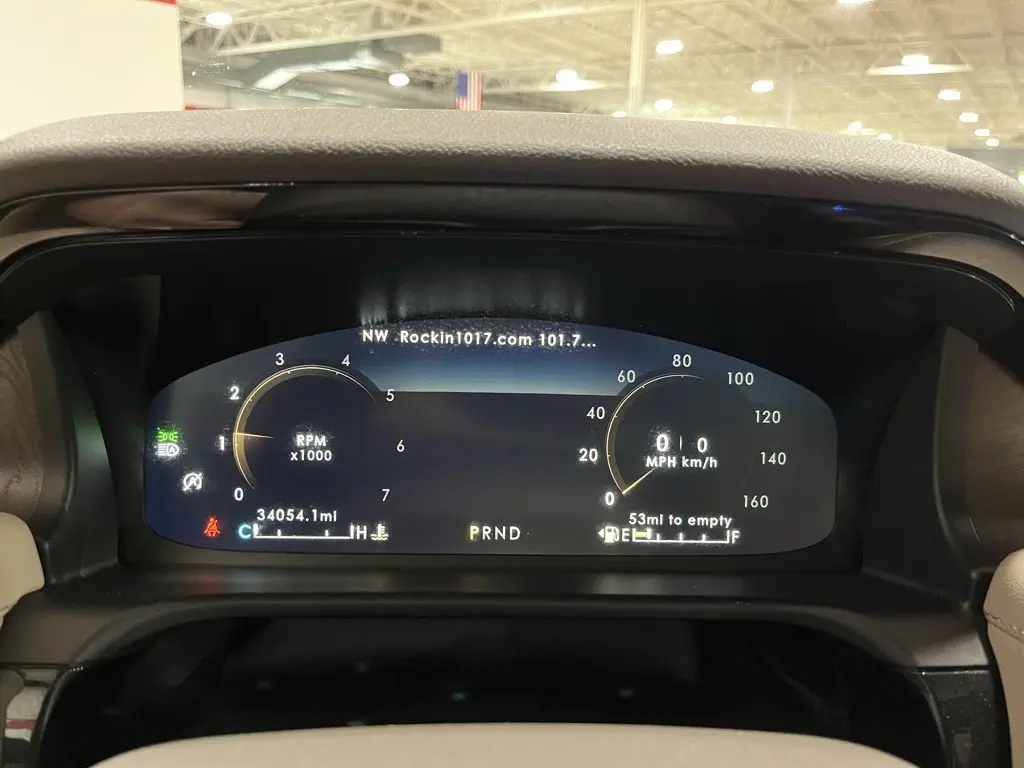 NW Rockin1017.com 101.7...
0 1 2 3 4 5 6 7
RPM
x1000
0 20 40 60 80 100 120 140 160
0 0
MPH km/h
34054.1mi
C H
PRND
53mi to empty
E F